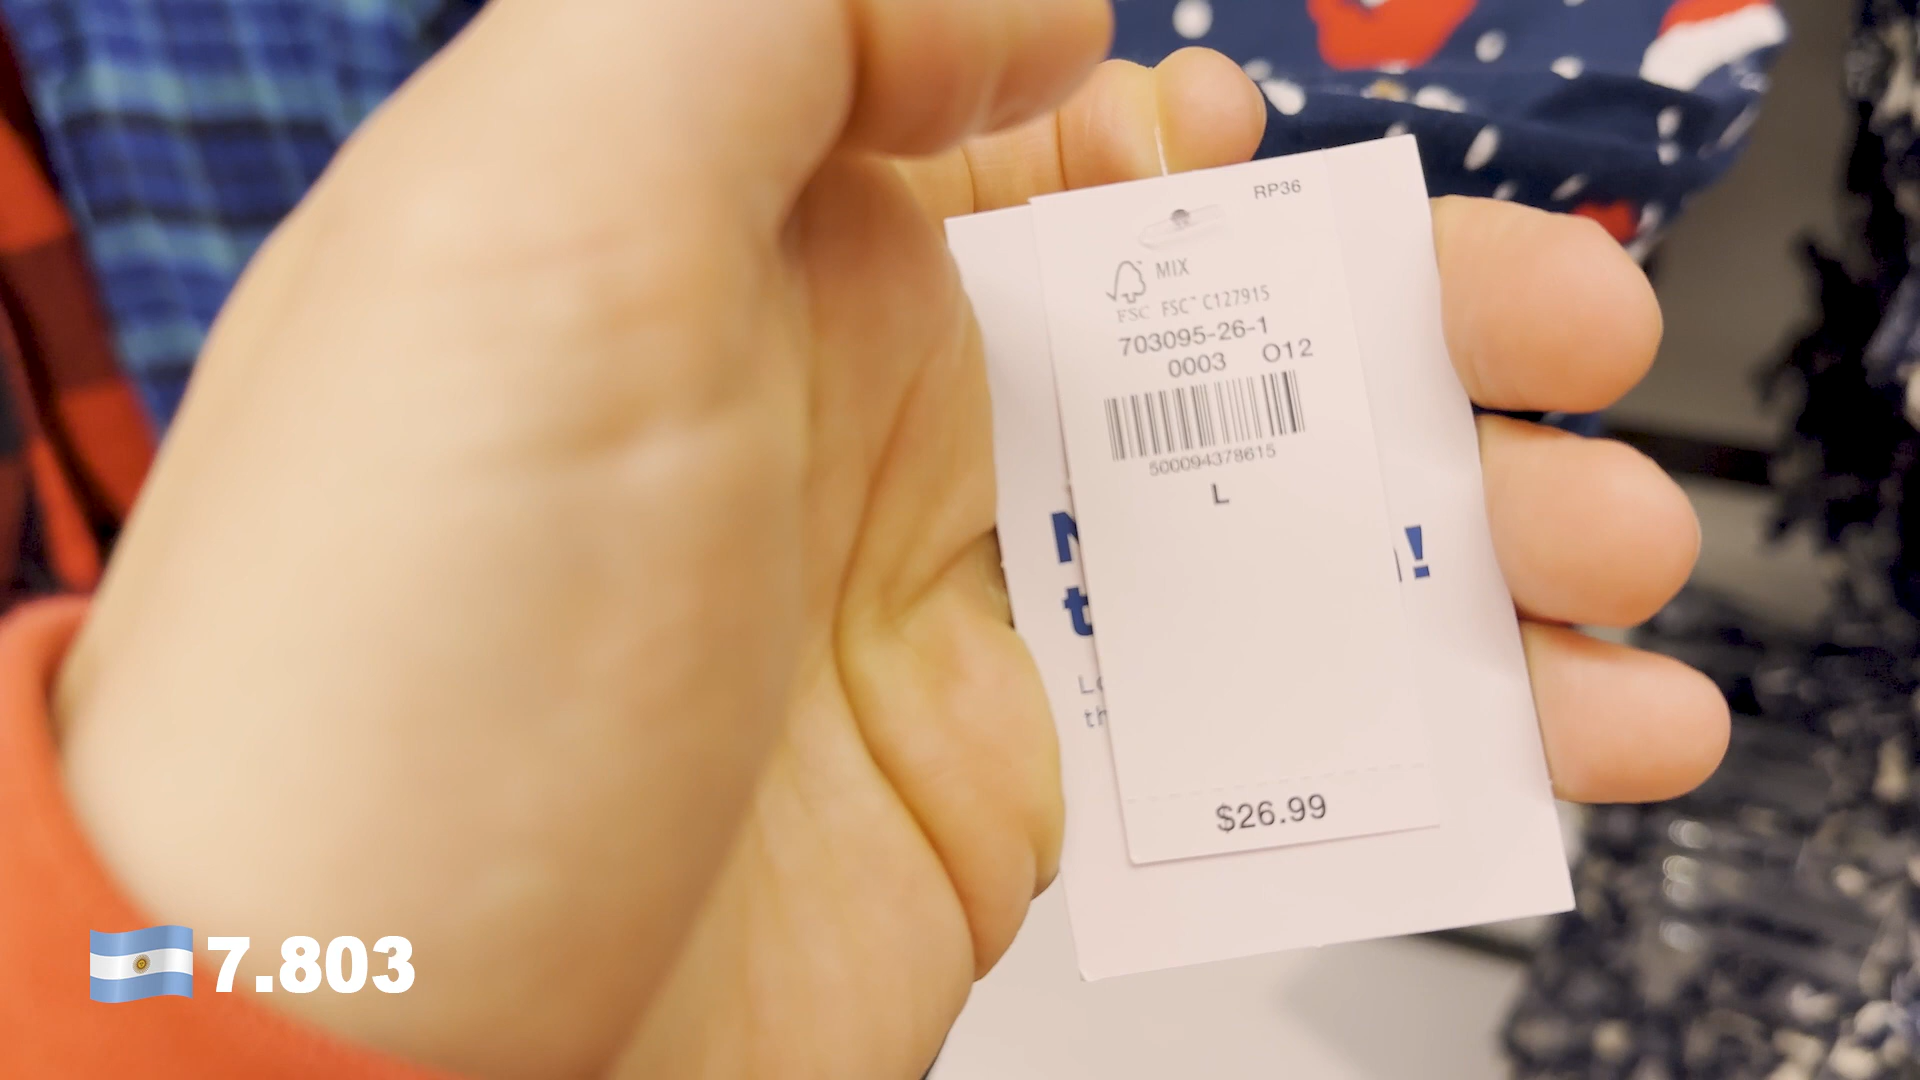 RP36
MIX
FSC FSC™ C127915
703095-26-1
0003 O12
500094378615
L
!
$26.99
7.803